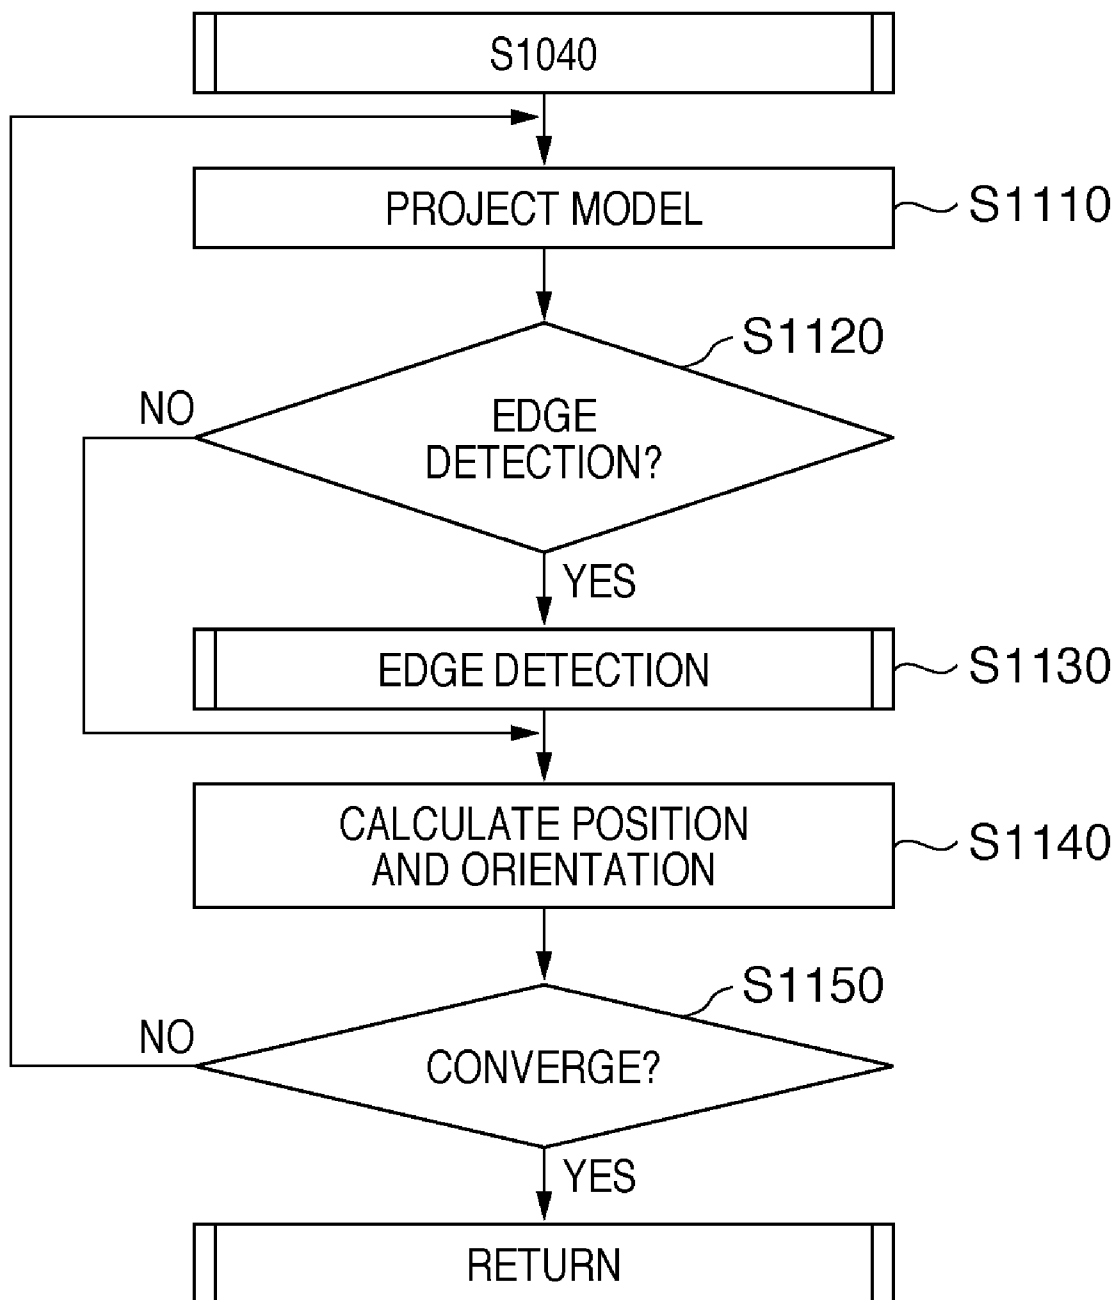 S1040
PROJECT MODEL
S1110
S1120
NO
EDGE
DETECTION?
YES
EDGE DETECTION
S1130
CALCULATE POSITION
AND ORIENTATION
S1140
S1150
NO
CONVERGE?
YES
RETURN